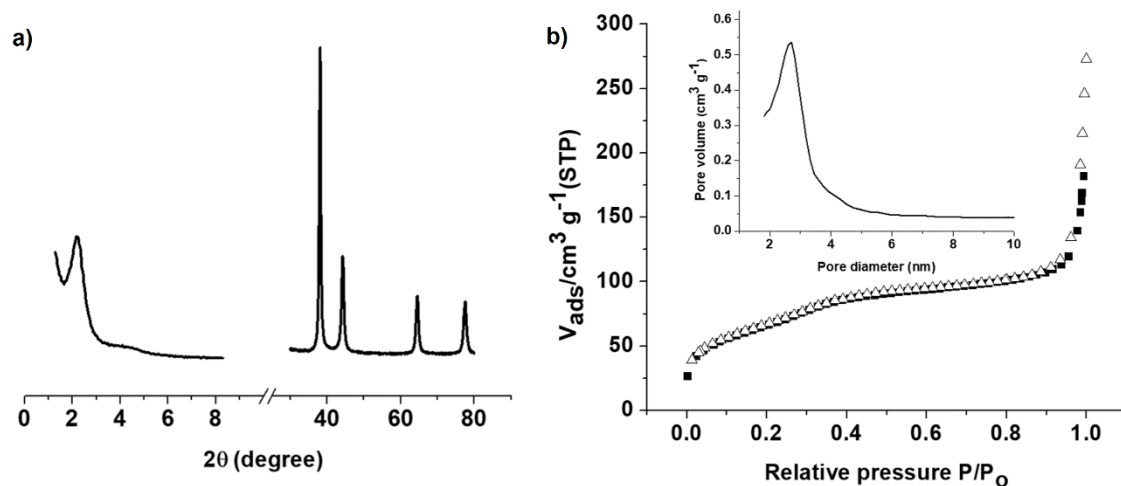 a)
0 2 4 6 8 40 60 80
2θ (degree)
b)
300
250
200
150
100
50
0
V_ads/cm³ g⁻¹(STP)
0.0 0.2 0.4 0.6 0.8 1.0
Relative pressure P/P_O
0.6
0.5
0.4
0.3
0.2
0.1
0.0
Pore volume (cm³ g⁻¹)
2 4 6 8 10
Pore diameter (nm)